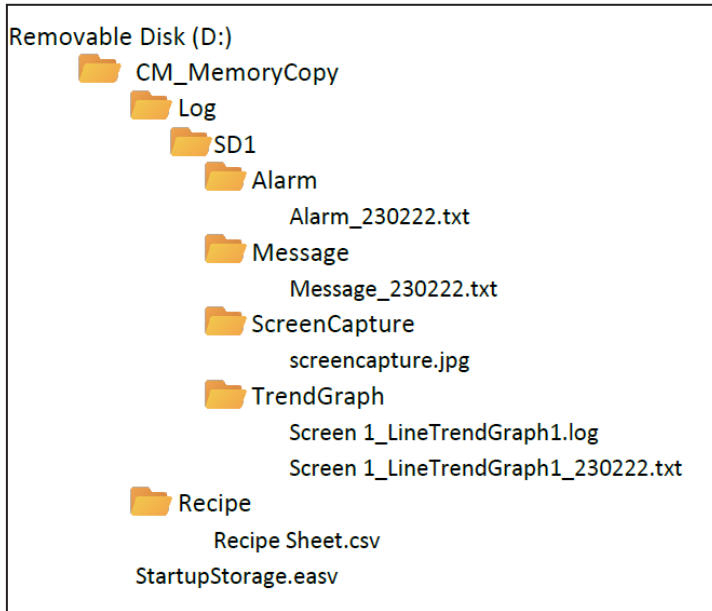 Removable Disk (D:)
CM_MemoryCopy
Log
SD1
Alarm
Alarm_230222.txt
Message
Message_230222.txt
ScreenCapture
screencapture.jpg
TrendGraph
Screen 1_LineTrendGraph1.log
Screen 1_LineTrendGraph1_230222.txt
Recipe
Recipe Sheet.csv
StartupStorage.easv